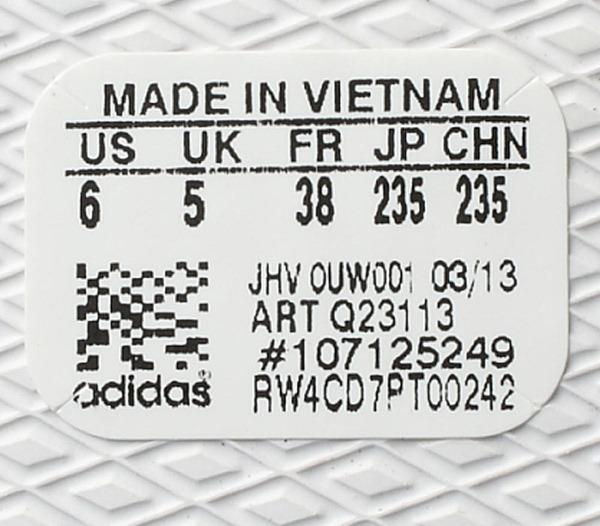 MADE IN VIETNAM
US UK FR JP CHN
6 5 38 235 235
JHV 0UW001 03/13
ART Q23113
#107125249
RW4CD7PT00242
adidas®